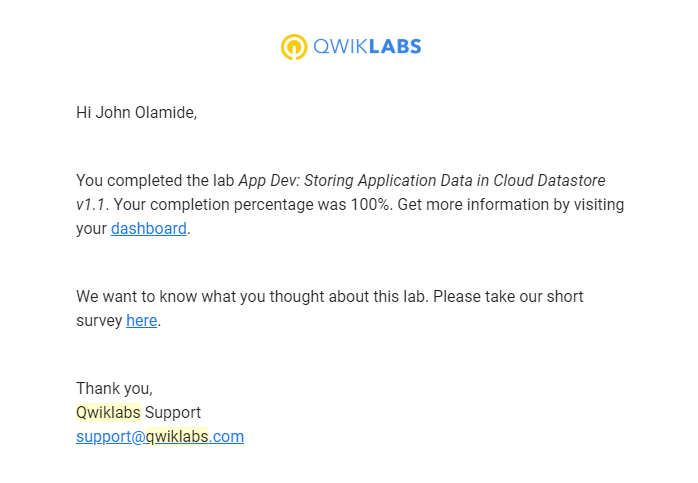 QWIKLABS
Hi John Olamide,
You completed the lab App Dev: Storing Application Data in Cloud Datastore
v1.1. Your completion percentage was 100%. Get more information by visiting
your dashboard.
We want to know what you thought about this lab. Please take our short
survey here.
Thank you,
Qwiklabs Support
support@qwiklabs.com